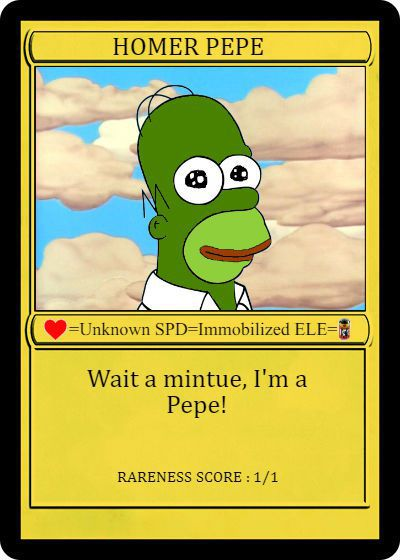 HOMER PEPE
=Unknown SPD=Immobilized ELE=
Wait a mintue, I'm a
Pepe!
RARENESS SCORE : 1/1